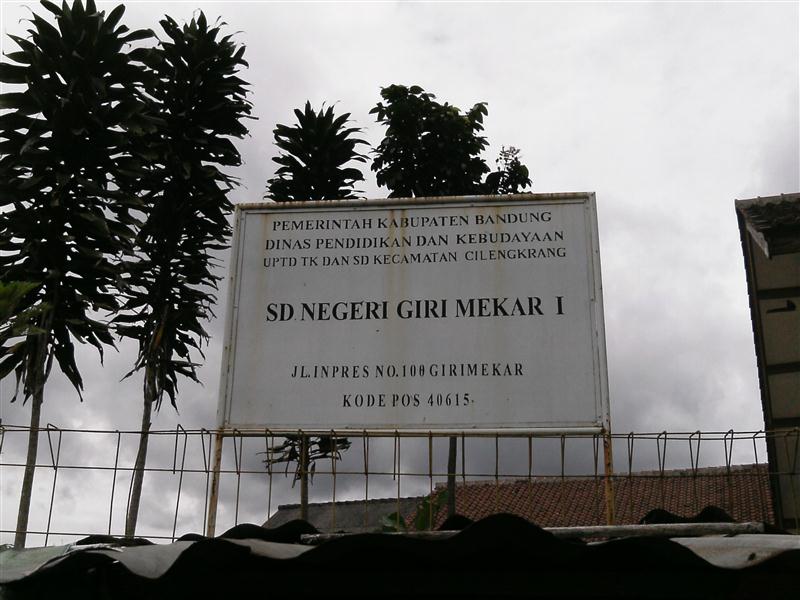 PEMERINTAH KABUPATEN BANDUNG
DINAS PENDIDIKAN DAN KEBUDAYAAN
UPTD TK DAN SD KECAMATAN CILENGKRANG
SD. NEGERI GIRI MEKAR I
JL.INPRES NO.100 GIRIMEKAR
KODE POS 40615